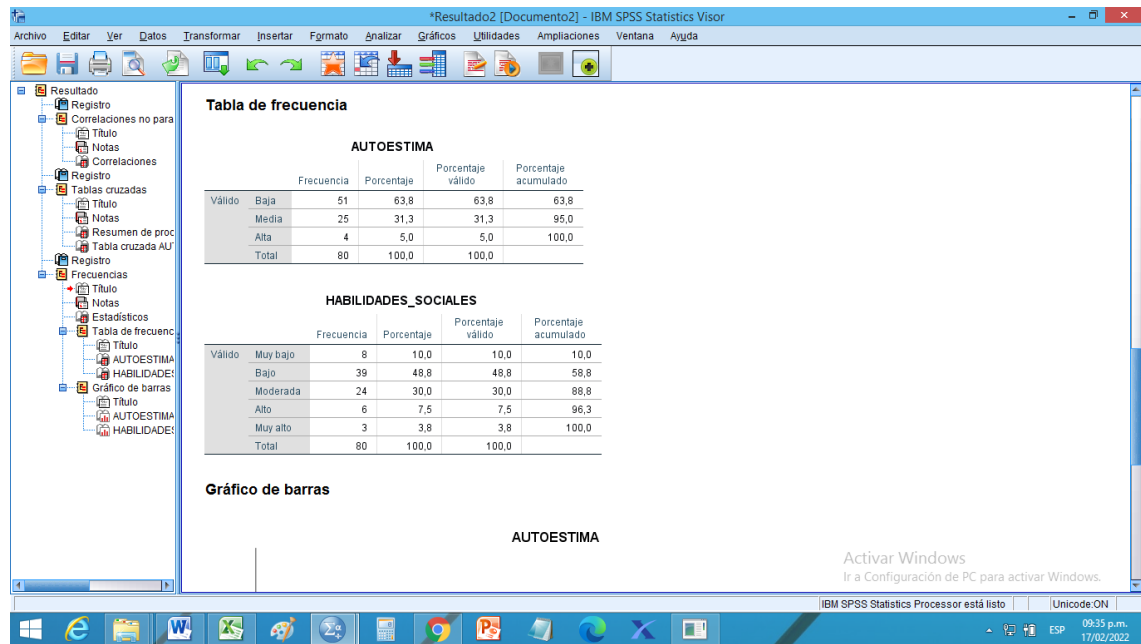 *Resultado2 [Documento2] - IBM SPSS Statistics Visor
Archivo Editar Ver Datos Transformar Insertar Formato Analizar Gráficos Utilidades Ampliaciones Ventana Ayuda
Resultado
Registro
Correlaciones no para
Título
Notas
Correlaciones
Registro
Tablas cruzadas
Título
Notas
Resumen de proc
Tabla cruzada AUT
Registro
Frecuencias
Título
Notas
Estadísticos
Tabla de frecuenc
Título
AUTOESTIMA
HABILIDADES
Gráfico de barras
Título
AUTOESTIMA
HABILIDADES
Tabla de frecuencia
AUTOESTIMA
Frecuencia Porcentaje Porcentaje válido Porcentaje acumulado
Válido Baja 51 63,8 63,8 63,8
Media 25 31,3 31,3 95,0
Alta 4 5,0 5,0 100,0
Total 80 100,0 100,0
HABILIDADES_SOCIALES
Frecuencia Porcentaje Porcentaje válido Porcentaje acumulado
Válido Muy bajo 8 10,0 10,0 10,0
Bajo 39 48,8 48,8 58,8
Moderada 24 30,0 30,0 88,8
Alto 6 7,5 7,5 96,3
Muy alto 3 3,8 3,8 100,0
Total 80 100,0 100,0
Gráfico de barras
AUTOESTIMA
Activar Windows
Ir a Configuración de PC para activar Windows.
IBM SPSS Statistics Processor está listo Unicode:ON
ESP 09:35 p.m.
17/02/2022